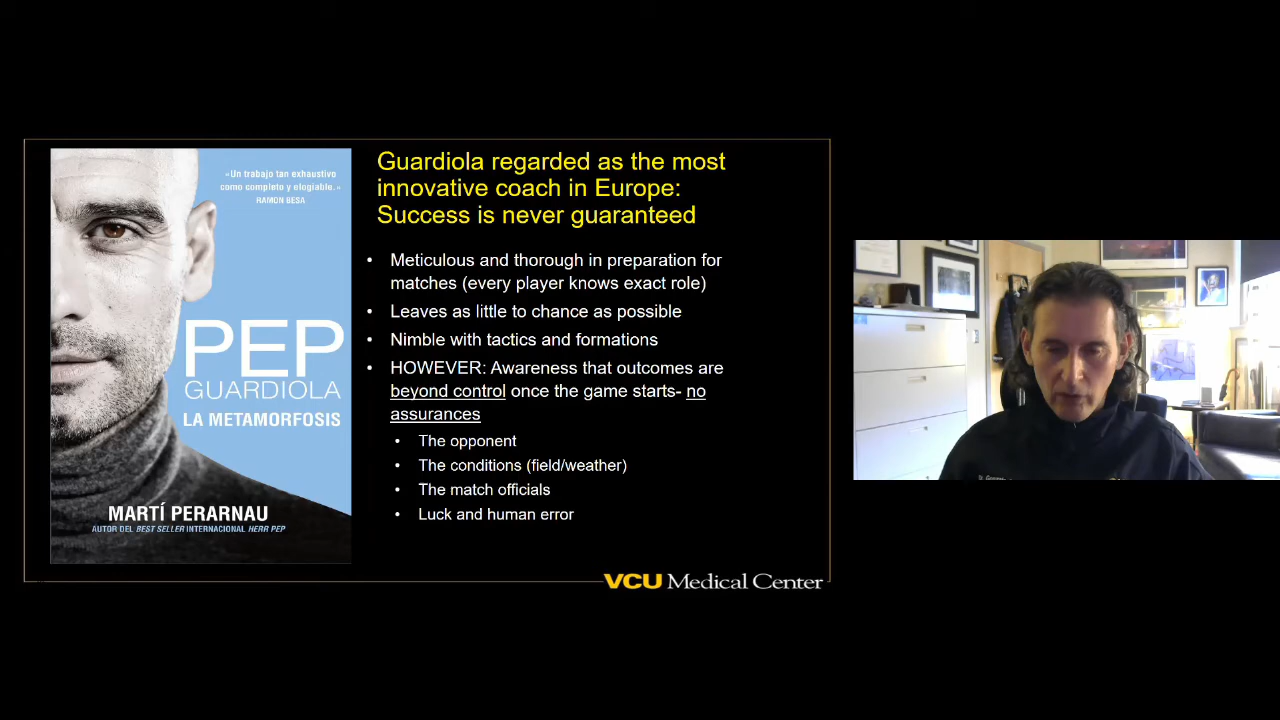 «Un trabajo tan exhaustivo
como completo y elogiable.»
RAMON BESA
PEP
GUARDIOLA
LA METAMORFOSIS
MARTÍ PERARNAU
AUTOR DEL BEST SELLER INTERNACIONAL HERR PEP
Guardiola regarded as the most
innovative coach in Europe:
Success is never guaranteed
• Meticulous and thorough in preparation for
matches (every player knows exact role)
• Leaves as little to chance as possible
• Nimble with tactics and formations
• HOWEVER: Awareness that outcomes are
beyond control once the game starts- no
assurances
• The opponent
• The conditions (field/weather)
• The match officials
• Luck and human error
VCU Medical Center